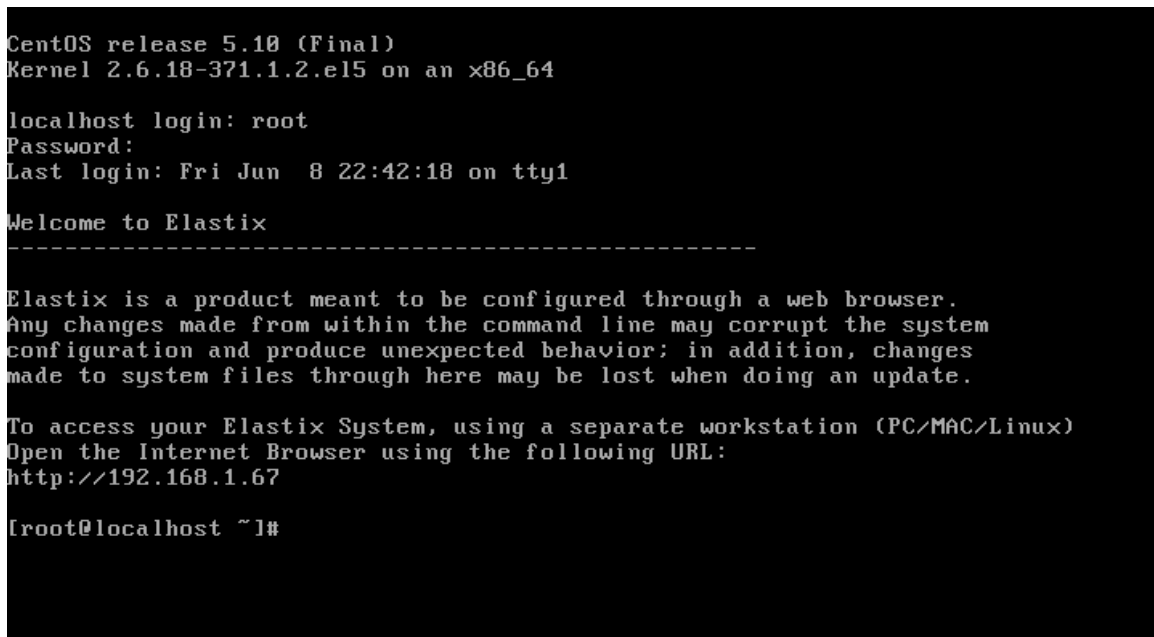 CentOS release 5.10 (Final)
Kernel 2.6.18-371.1.2.el5 on an x86_64
localhost login: root
Password:
Last login: Fri Jun  8 22:42:18 on tty1
Welcome to Elastix
----------------------------------------------------
Elastix is a product meant to be configured through a web browser.
Any changes made from within the command line may corrupt the system
configuration and produce unexpected behavior; in addition, changes
made to system files through here may be lost when doing an update.
To access your Elastix System, using a separate workstation (PC/MAC/Linux)
Open the Internet Browser using the following URL:
http://192.168.1.67
[root@localhost ~]#